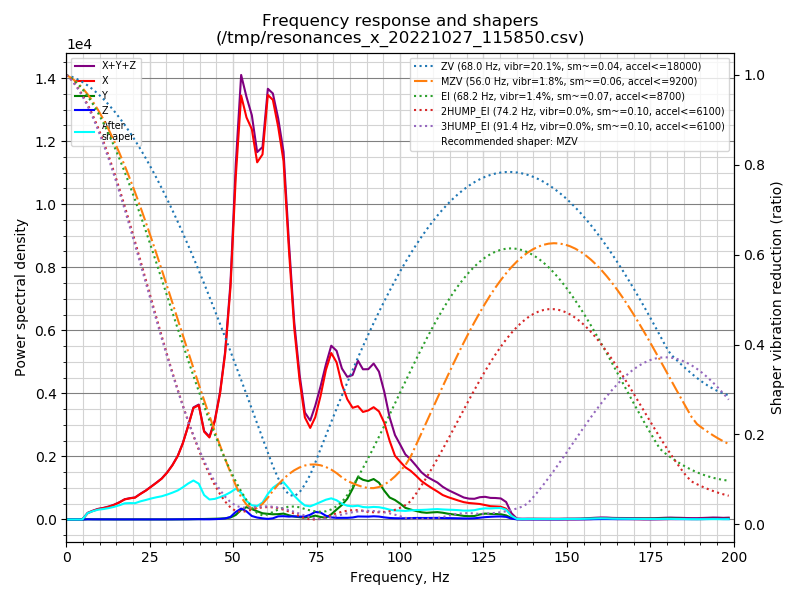 Frequency response and shapers
(/tmp/resonances_x_20221027_115850.csv)
1e4
X+Y+Z
X
Y
Z
After
shaper
ZV (68.0 Hz, vibr=20.1%, sm~=0.04, accel<=18000)
MZV (56.0 Hz, vibr=1.8%, sm~=0.06, accel<=9200)
EI (68.2 Hz, vibr=1.4%, sm~=0.07, accel<=8700)
2HUMP_EI (74.2 Hz, vibr=0.0%, sm~=0.10, accel<=6100)
3HUMP_EI (91.4 Hz, vibr=0.0%, sm~=0.10, accel<=6100)
Recommended shaper: MZV
Power spectral density
1.4
1.2
1.0
0.8
0.6
0.4
0.2
0.0
1.0
0.8
0.6
0.4
0.2
0.0
Shaper vibration reduction (ratio)
0 25 50 75 100 125 150 175 200
Frequency, Hz